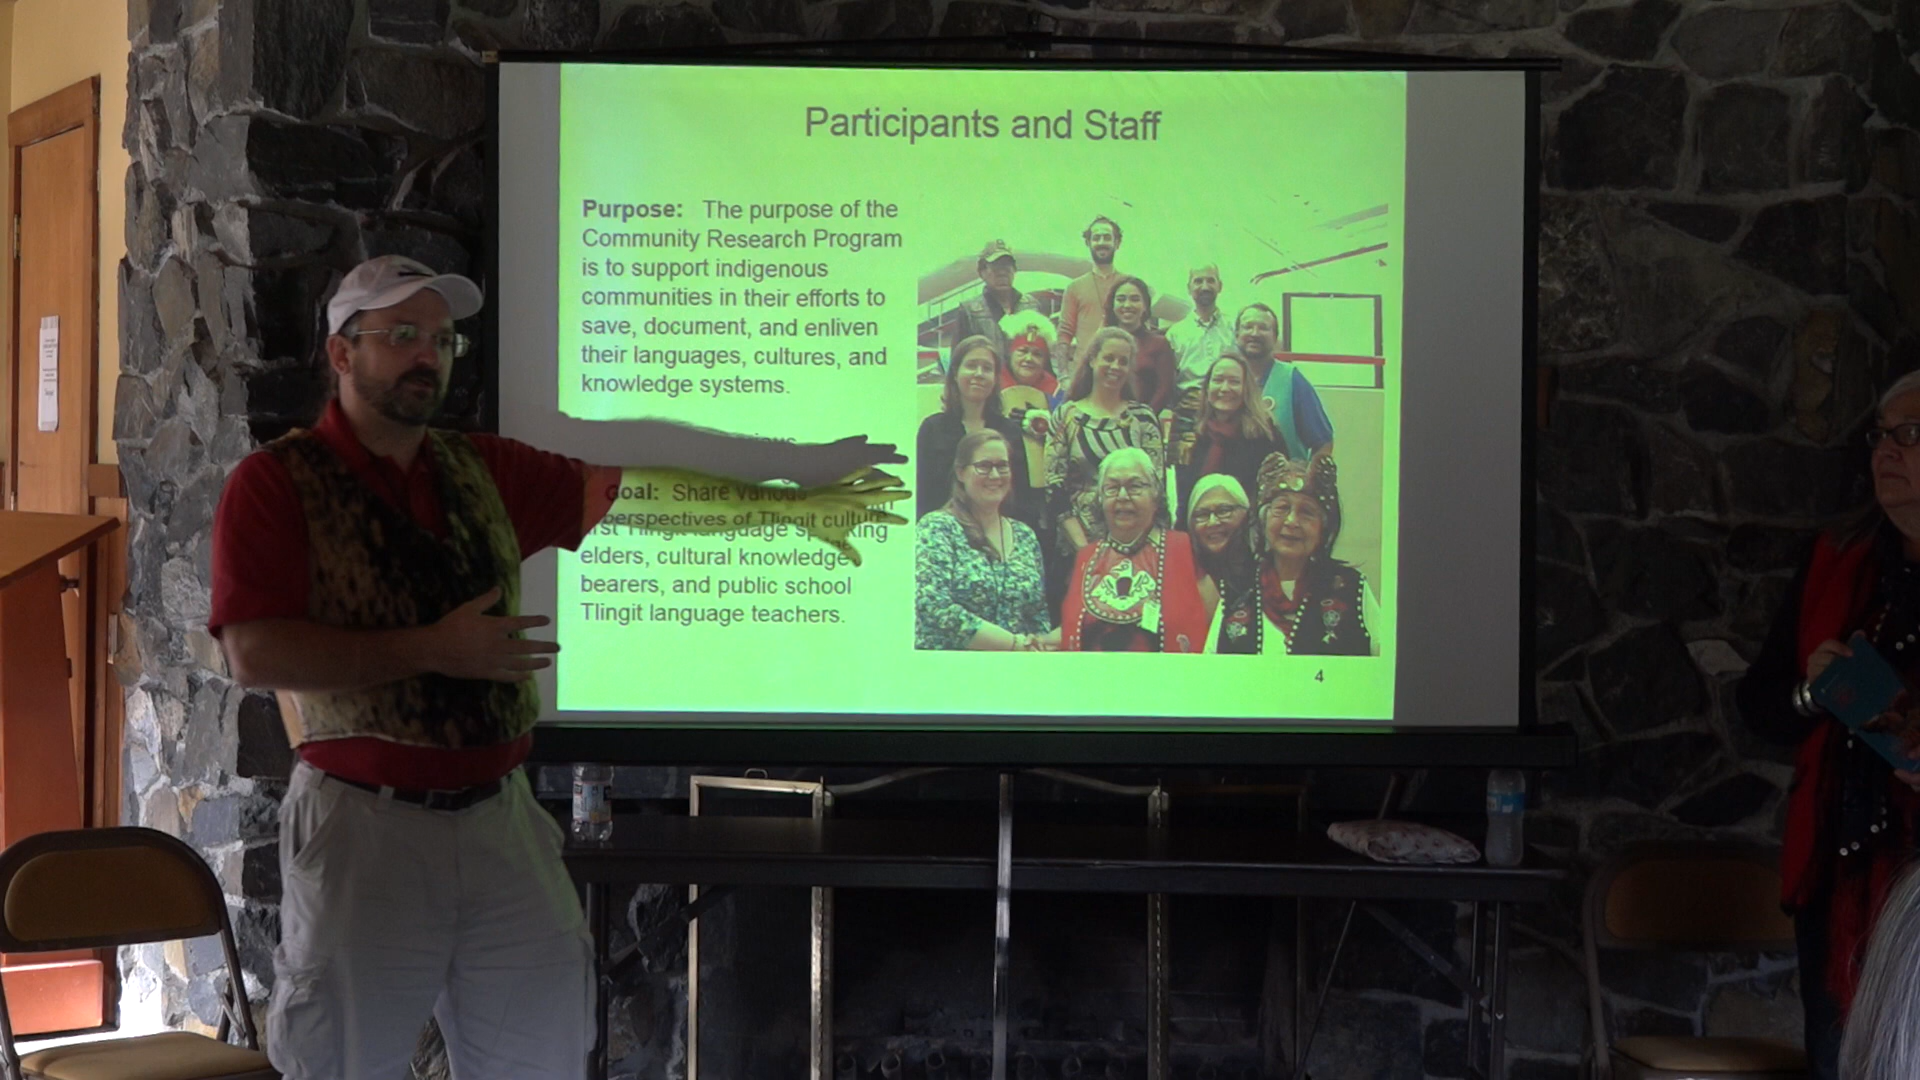 Participants and Staff
Purpose: The purpose of the
Community Research Program
is to support indigenous
communities in their efforts to
save, document, and enliven
their languages, cultures, and
knowledge systems.
Goal: Share various
perspectives of Tlingit culture
first Tlingit language speaking
elders, cultural knowledge
bearers, and public school
Tlingit language teachers.
4